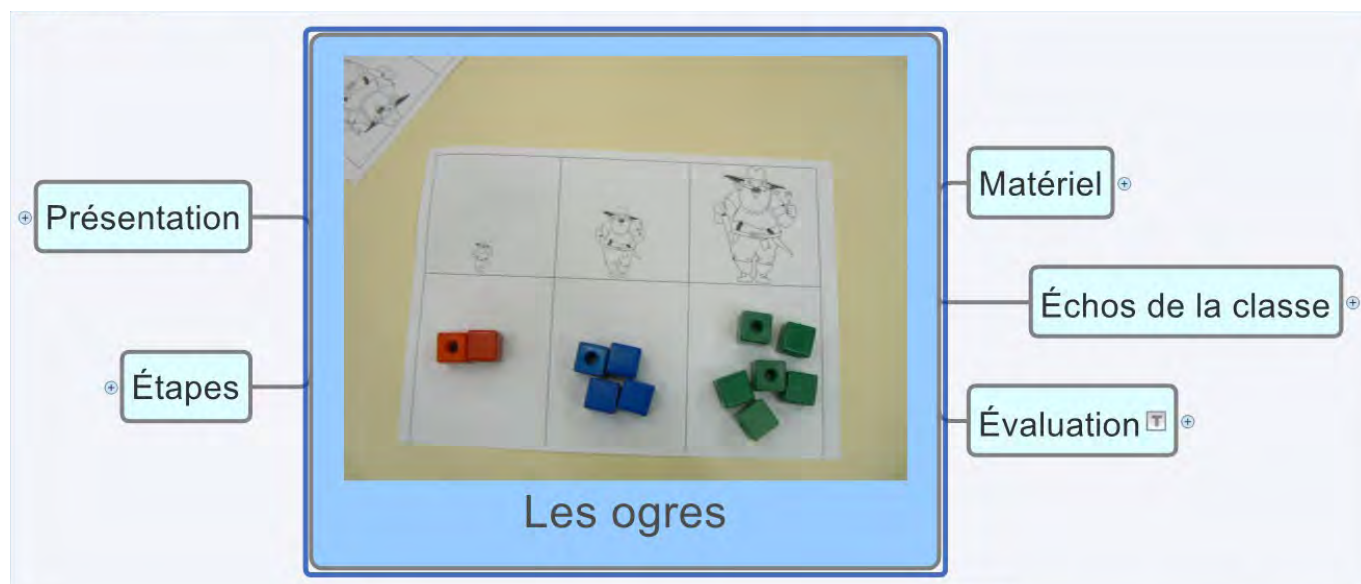 Présentation
Étapes
Les ogres
Matériel
Échos de la classe
Évaluation